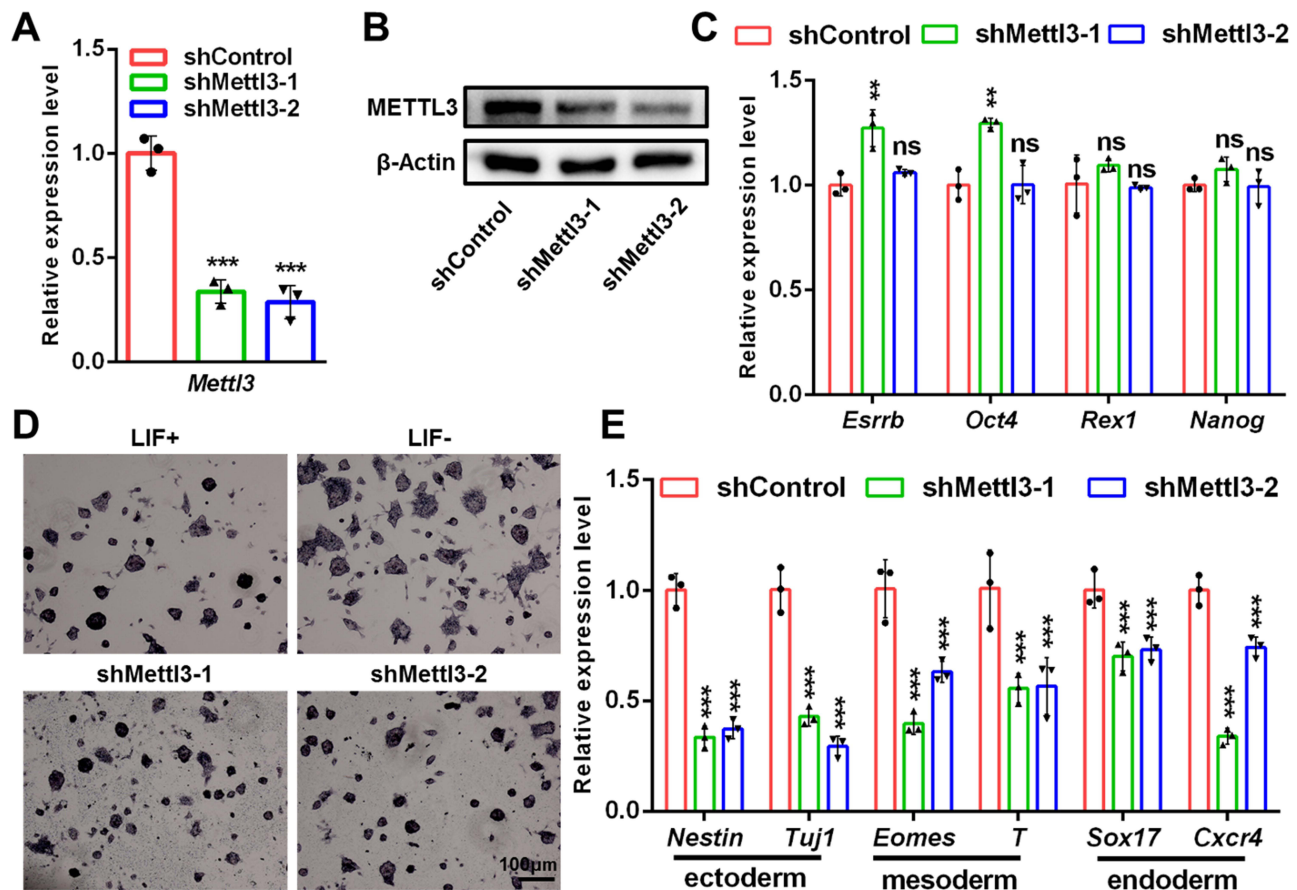 A
1.5
shControl
shMettl3-1
shMettl3-2
1.0
0.5
0.0
Relative expression level
***
***
Mettl3
B
METTL3
β-Actin
shControl
shMettl3-1
shMettl3-2
C
shControl
shMettl3-1
shMettl3-2
1.5
1.0
0.5
0.0
Relative expression level
**
ns
**
ns
ns
ns
ns
ns
Esrrb
Oct4
Rex1
Nanog
D
LIF+
LIF-
shMettl3-1
shMettl3-2
100μm
E
1.5
shControl
shMettl3-1
shMettl3-2
1.0
0.5
0.0
Relative expression level
***
***
***
***
***
***
***
***
***
***
***
***
Nestin
Tuj1
Eomes
T
Sox17
Cxcr4
ectoderm
mesoderm
endoderm